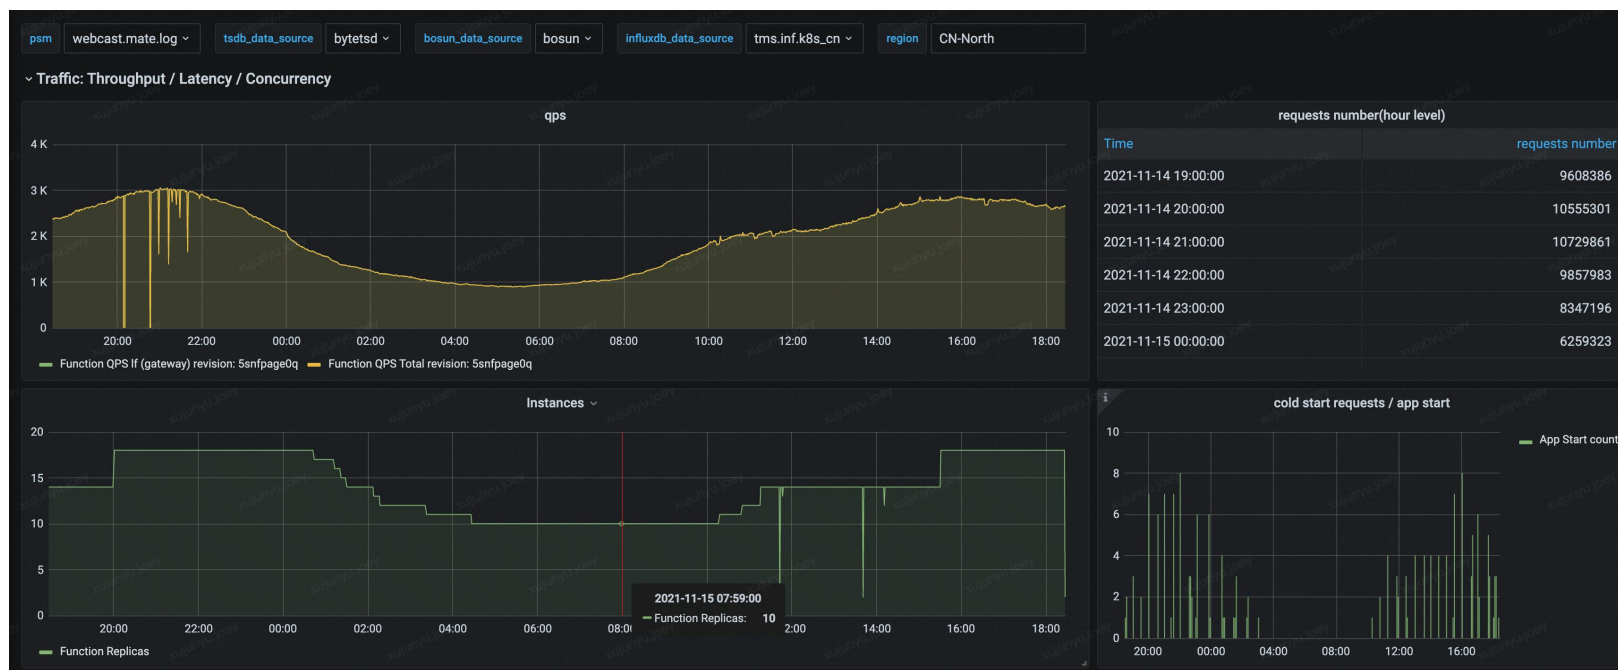 psm webcast.mate.log tsdb_data_source bytetsd bosun_data_source bosun influxdb_data_source tms.inf.k8s_cn region CN-North
Traffic: Throughput / Latency / Concurrency
qps
4 K
3 K
2 K
1 K
0
20:00 22:00 00:00 02:00 04:00 06:00 08:00 10:00 12:00 14:00 16:00 18:00
Function QPS lf (gateway) revision: 5snfpage0q Function QPS Total revision: 5snfpage0q
requests number(hour level)
Time requests number
2021-11-14 19:00:00 9608386
2021-11-14 20:00:00 10555301
2021-11-14 21:00:00 10729861
2021-11-14 22:00:00 9857983
2021-11-14 23:00:00 8347196
2021-11-15 00:00:00 6259323
Instances
20
15
10
5
0
20:00 22:00 00:00 02:00 04:00 06:00 08:00 2:00 14:00 16:00 18:00
2021-11-15 07:59:00
Function Replicas: 10
Function Replicas
i
cold start requests / app start
10
8
6
4
2
0
20:00 00:00 04:00 08:00 12:00 16:00
App Start count
xujunyu.joey